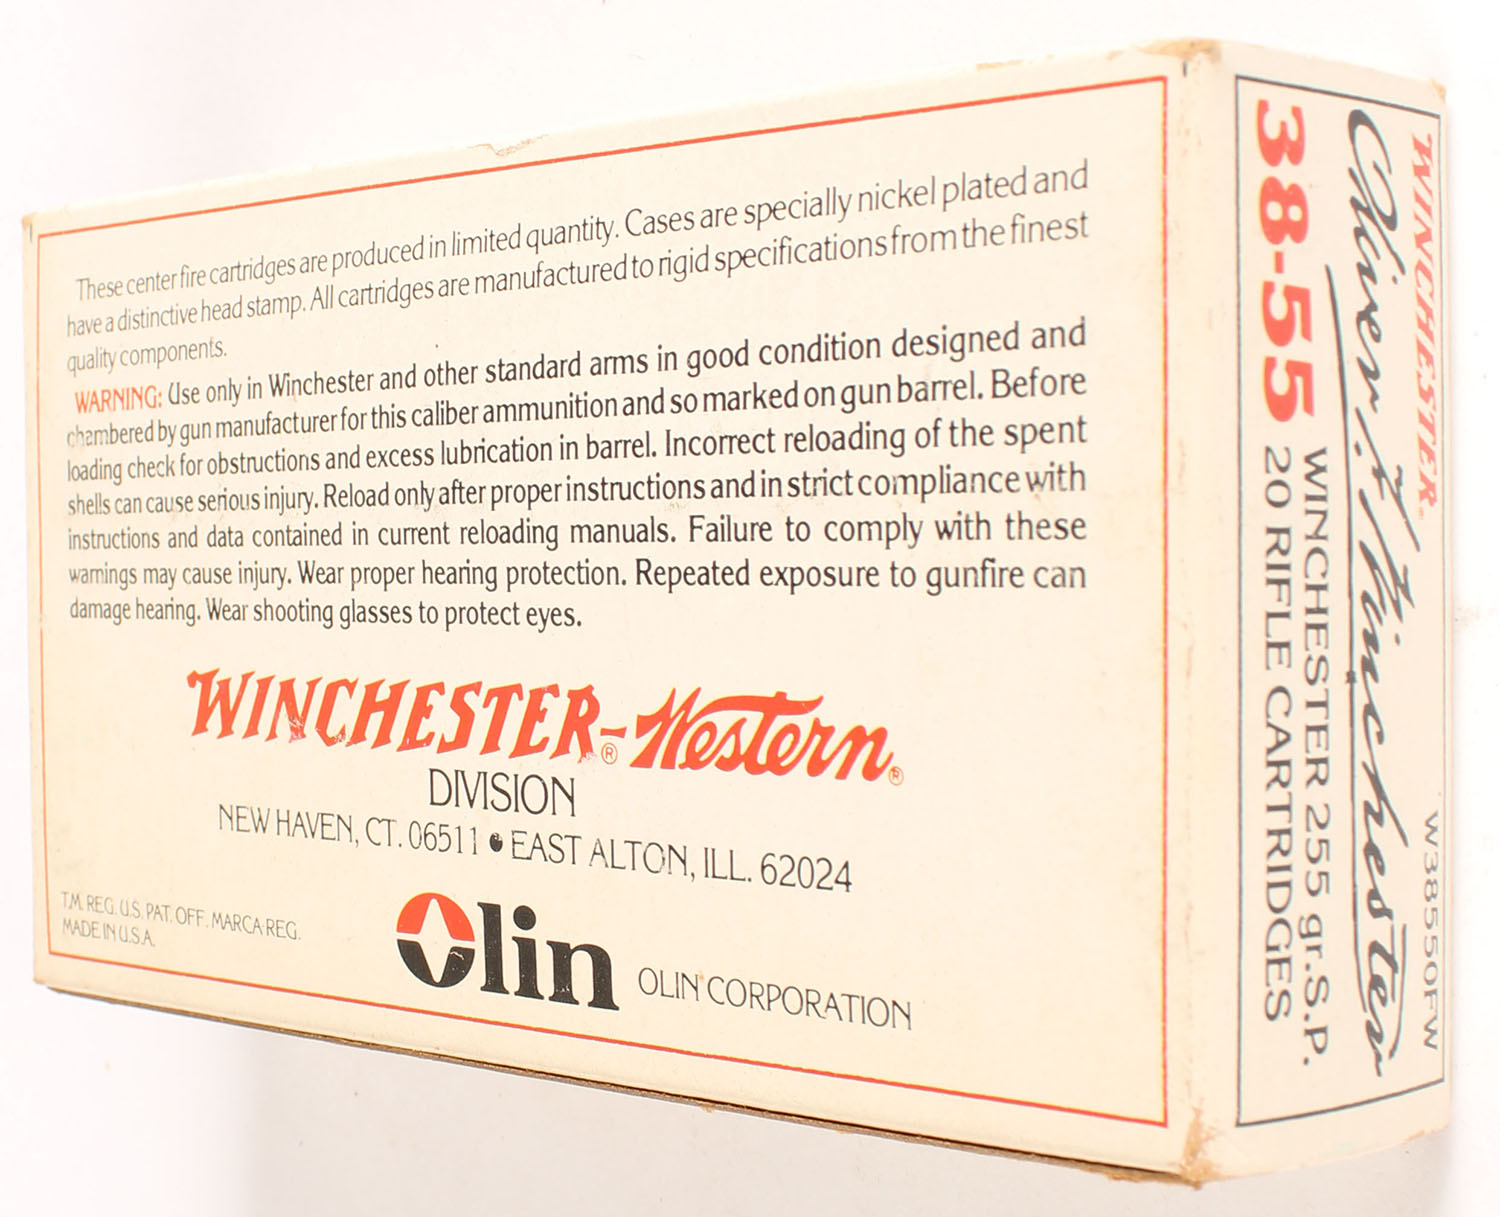 These center fire cartridges are produced in limited quantity. Cases are specially nickel plated and
have a distinctive head stamp. All cartridges are manufactured to rigid specifications from the finest
quality components.
WARNING: Use only in Winchester and other standard arms in good condition designed and
chambered by gun manufacturer for this caliber ammunition and so marked on gun barrel. Before
loading check for obstructions and excess lubrication in barrel. Incorrect reloading of the spent
shells can cause serious injury. Reload only after proper instructions and in strict compliance with
instructions and data contained in current reloading manuals. Failure to comply with these
warnings may cause injury. Wear proper hearing protection. Repeated exposure to gunfire can
damage hearing. Wear shooting glasses to protect eyes.
WINCHESTER®-Western®
DIVISION
NEW HAVEN, CT. 06511 • EAST ALTON, ILL. 62024
T.M. REG. U.S. PAT. OFF. MARCA REG.
MADE IN U.S.A.
Olin OLIN CORPORATION
WINCHESTER® W3855OFW
Oliver F. Winchester
38-55 WINCHESTER 255 gr. S.P.
20 RIFLE CARTRIDGES